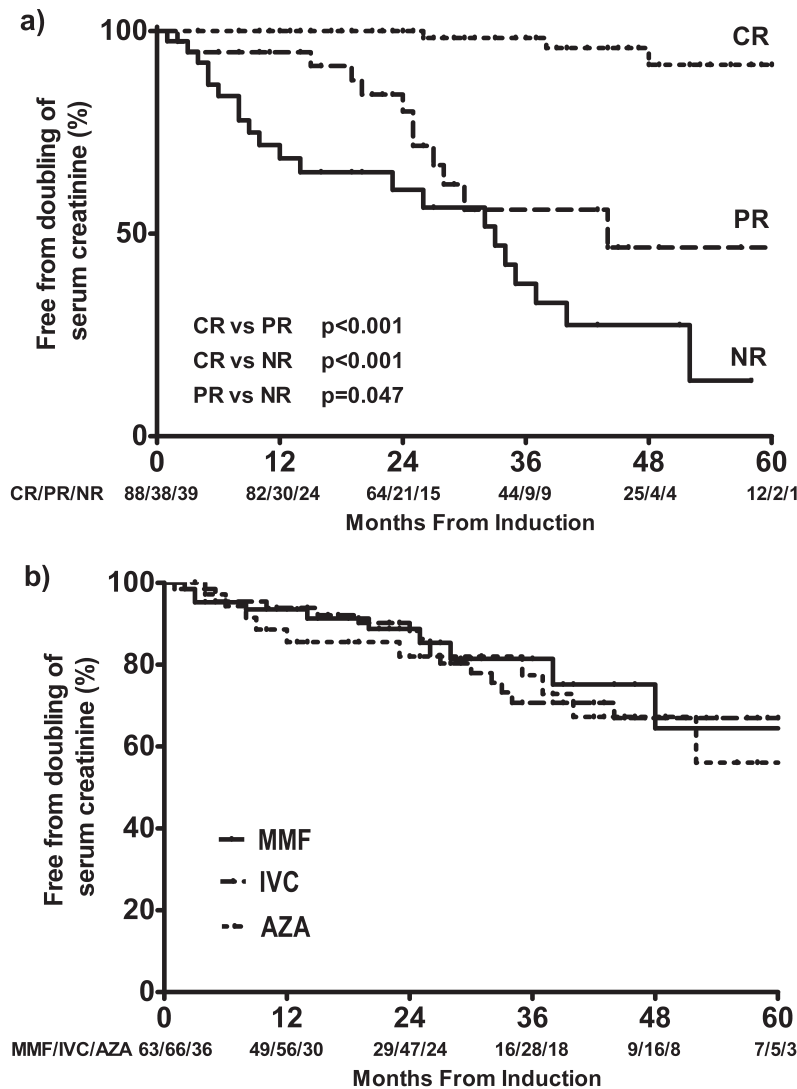 a)
Free from doubling of
serum creatinine (%)
100
50
0
CR
PR
NR
CR vs PR p<0.001
CR vs NR p<0.001
PR vs NR p=0.047
0 12 24 36 48 60
CR/PR/NR 88/38/39 82/30/24 64/21/15 44/9/9 25/4/4 12/2/1
Months From Induction
b)
Free from doubling of
serum creatinine (%)
100
80
60
40
20
0
MMF
IVC
AZA
0 12 24 36 48 60
MMF/IVC/AZA 63/66/36 49/56/30 29/47/24 16/28/18 9/16/8 7/5/3
Months From Induction